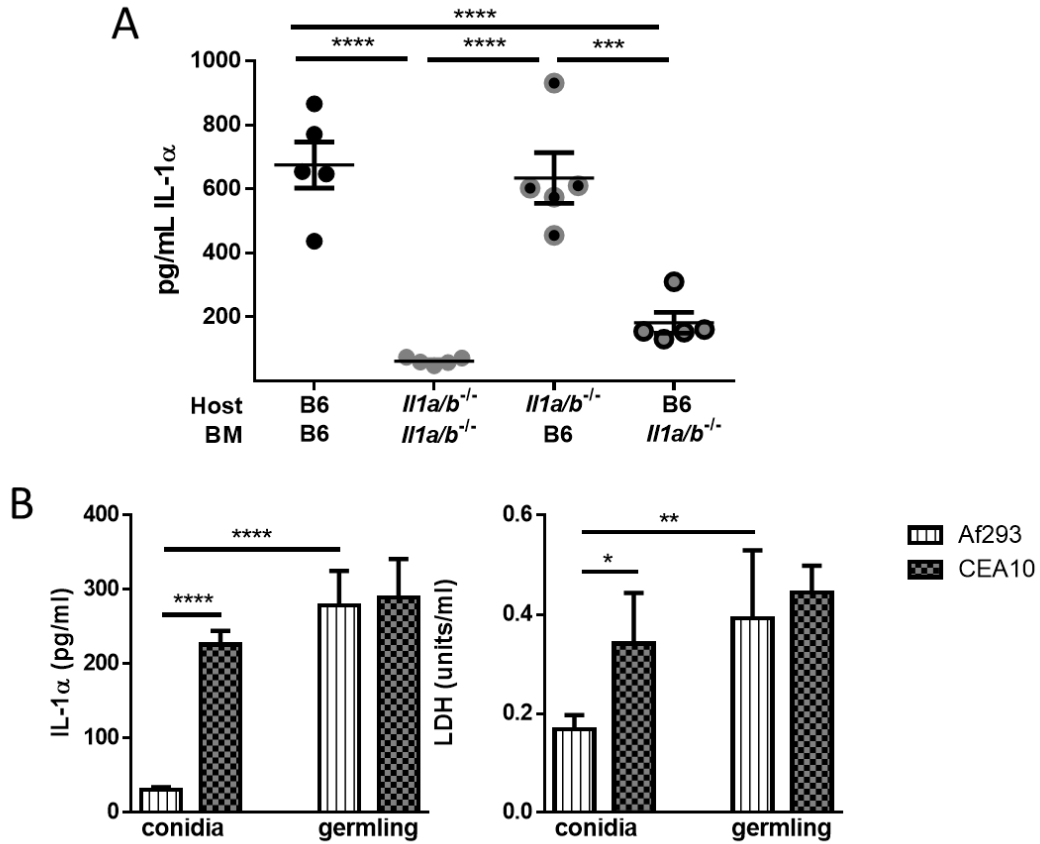 A
****
**** **** ***
1000
800
600
400
200
pg/mL IL-1α
Host B6 Il1a/b-/- Il1a/b-/- B6
BM B6 Il1a/b-/- B6 Il1a/b-/-
B
400
300
200
100
0
IL-1α (pg/ml)
****
****
conidia germling
0.6
0.4
0.2
0.0
LDH (units/ml)
**
*
conidia germling
Af293
CEA10